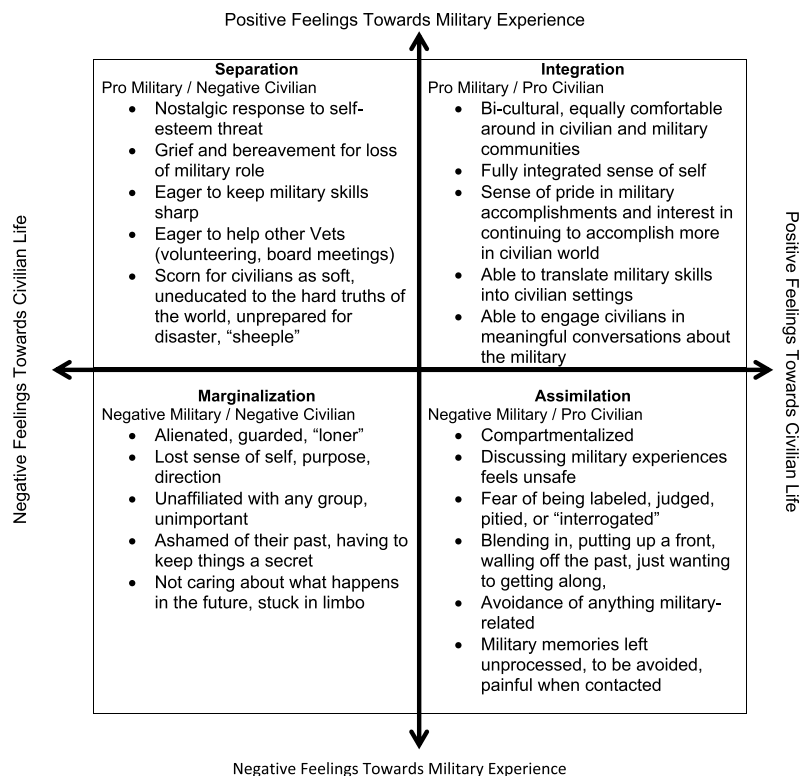 Positive Feelings Towards Military Experience
Separation
Pro Military / Negative Civilian
• Nostalgic response to self-
esteem threat
• Grief and bereavement for loss
of military role
• Eager to keep military skills
sharp
• Eager to help other Vets
(volunteering, board meetings)
• Scorn for civilians as soft,
uneducated to the hard truths of
the world, unprepared for
disaster, “sheeple”
Integration
Pro Military / Pro Civilian
• Bi-cultural, equally comfortable
around in civilian and military
communities
• Fully integrated sense of self
• Sense of pride in military
accomplishments and interest in
continuing to accomplish more
in civilian world
• Able to translate military skills
into civilian settings
• Able to engage civilians in
meaningful conversations about
the military
Negative Feelings Towards Civilian Life
Positive Feelings Towards Civilian Life
Marginalization
Negative Military / Negative Civilian
• Alienated, guarded, “loner”
• Lost sense of self, purpose,
direction
• Unaffiliated with any group,
unimportant
• Ashamed of their past, having to
keep things a secret
• Not caring about what happens
in the future, stuck in limbo
Assimilation
Negative Military / Pro Civilian
• Compartmentalized
• Discussing military experiences
feels unsafe
• Fear of being labeled, judged,
pitied, or “interrogated”
• Blending in, putting up a front,
walling off the past, just wanting
to getting along,
• Avoidance of anything military-
related
• Military memories left
unprocessed, to be avoided,
painful when contacted
Negative Feelings Towards Military Experience